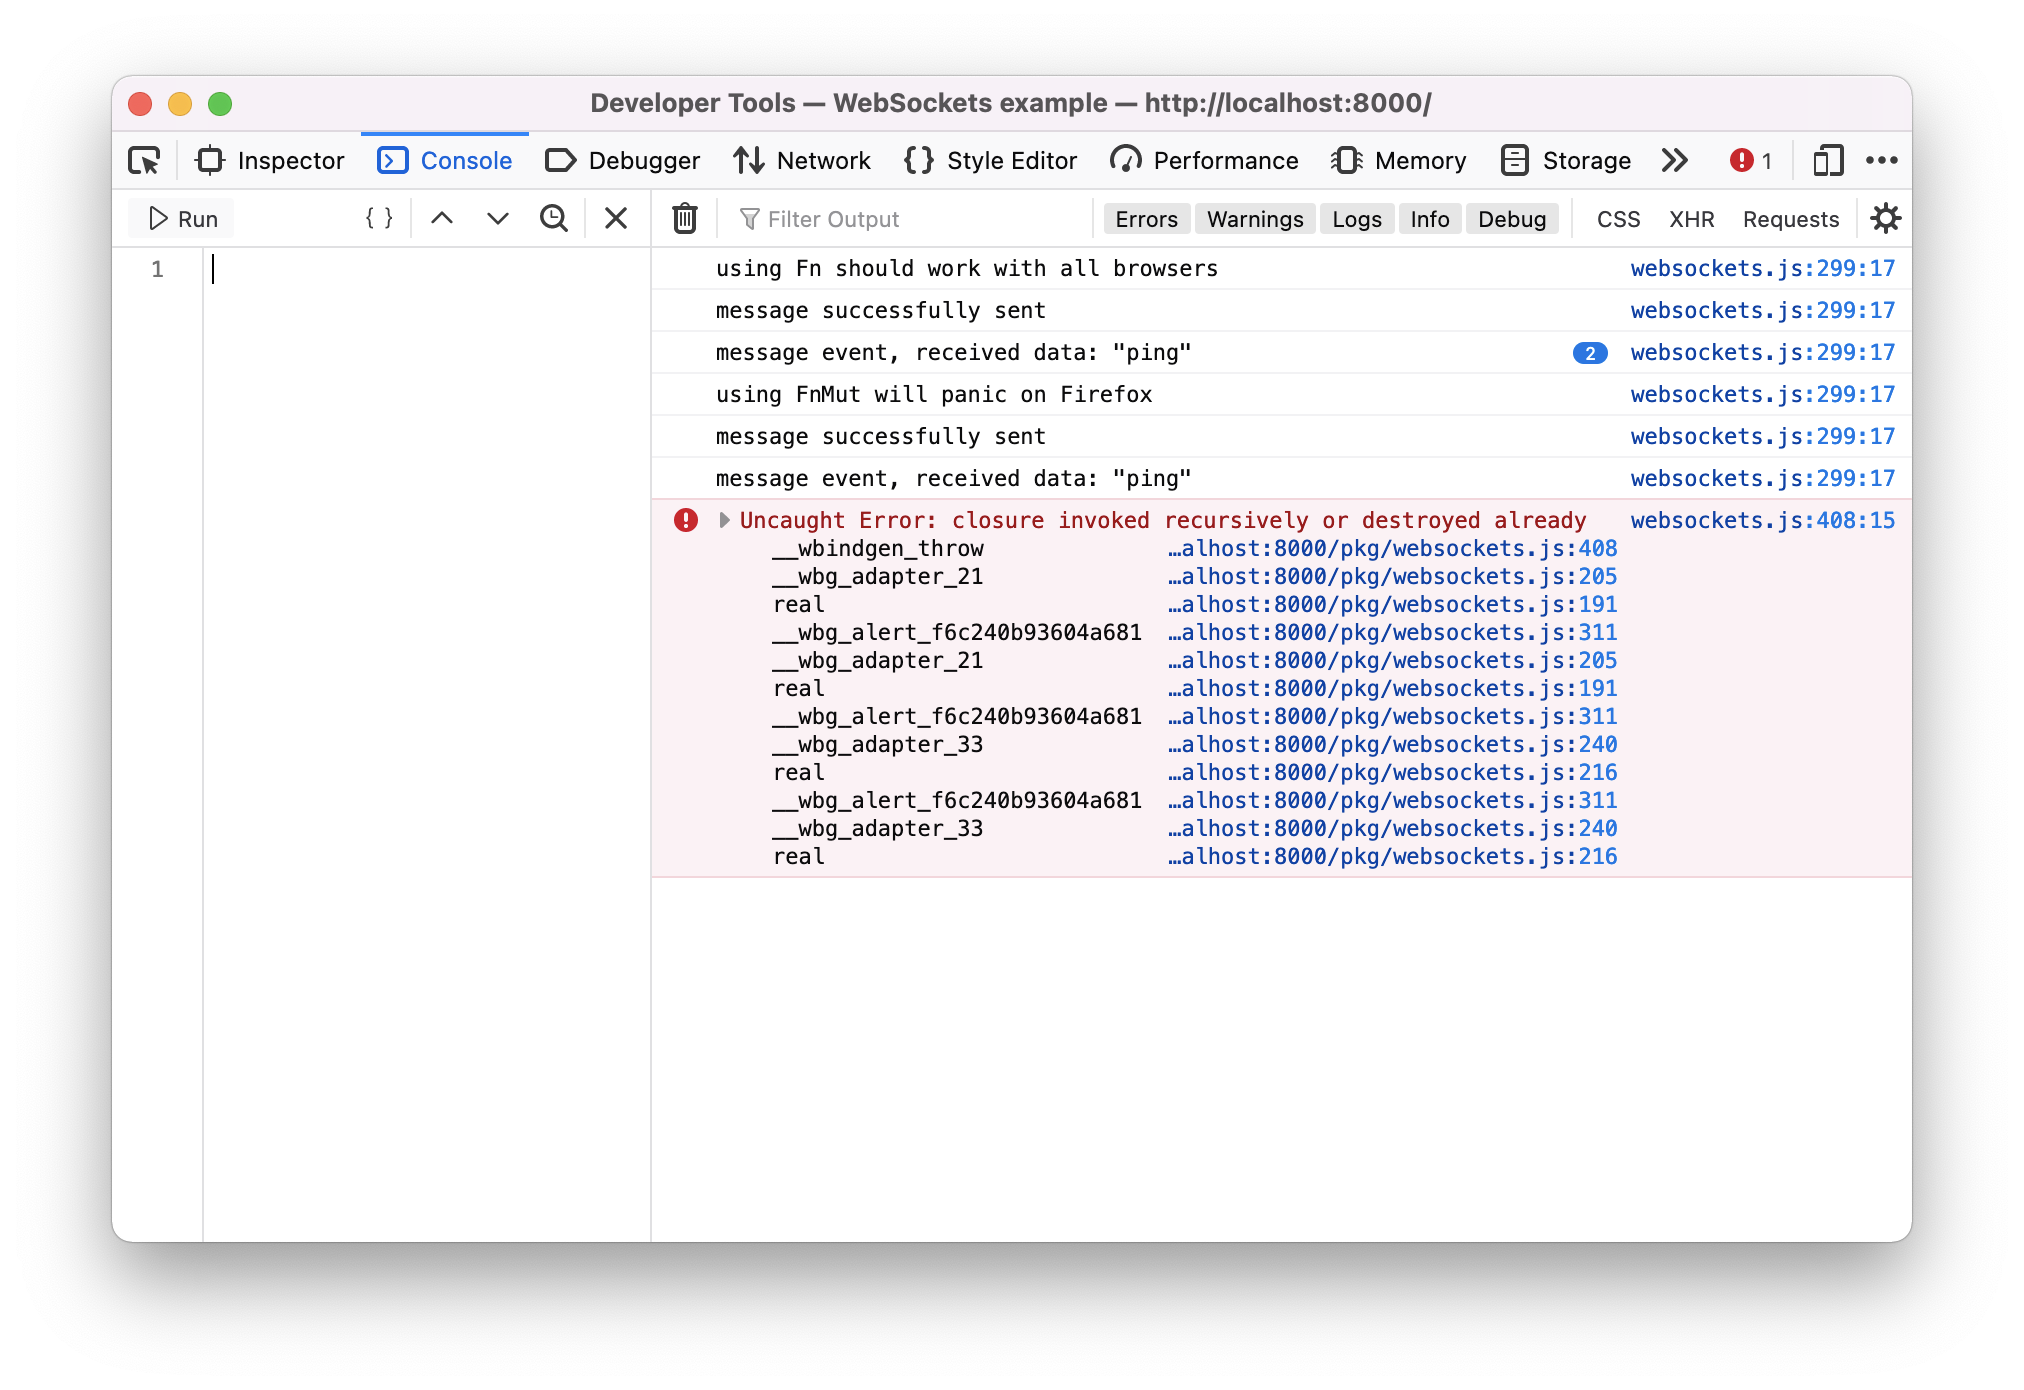 Developer Tools — WebSockets example — http://localhost:8000/
Inspector Console Debugger Network Style Editor Performance Memory Storage 1
Run { } Filter Output Errors Warnings Logs Info Debug CSS XHR Requests
1
using Fn should work with all browsers websockets.js:299:17
message successfully sent websockets.js:299:17
message event, received data: "ping" 2 websockets.js:299:17
using FnMut will panic on Firefox websockets.js:299:17
message successfully sent websockets.js:299:17
message event, received data: "ping" websockets.js:299:17
Uncaught Error: closure invoked recursively or destroyed already websockets.js:408:15
__wbindgen_throw …alhost:8000/pkg/websockets.js:408
__wbg_adapter_21 …alhost:8000/pkg/websockets.js:205
real …alhost:8000/pkg/websockets.js:191
__wbg_alert_f6c240b93604a681 …alhost:8000/pkg/websockets.js:311
__wbg_adapter_21 …alhost:8000/pkg/websockets.js:205
real …alhost:8000/pkg/websockets.js:191
__wbg_alert_f6c240b93604a681 …alhost:8000/pkg/websockets.js:311
__wbg_adapter_33 …alhost:8000/pkg/websockets.js:240
real …alhost:8000/pkg/websockets.js:216
__wbg_alert_f6c240b93604a681 …alhost:8000/pkg/websockets.js:311
__wbg_adapter_33 …alhost:8000/pkg/websockets.js:240
real …alhost:8000/pkg/websockets.js:216